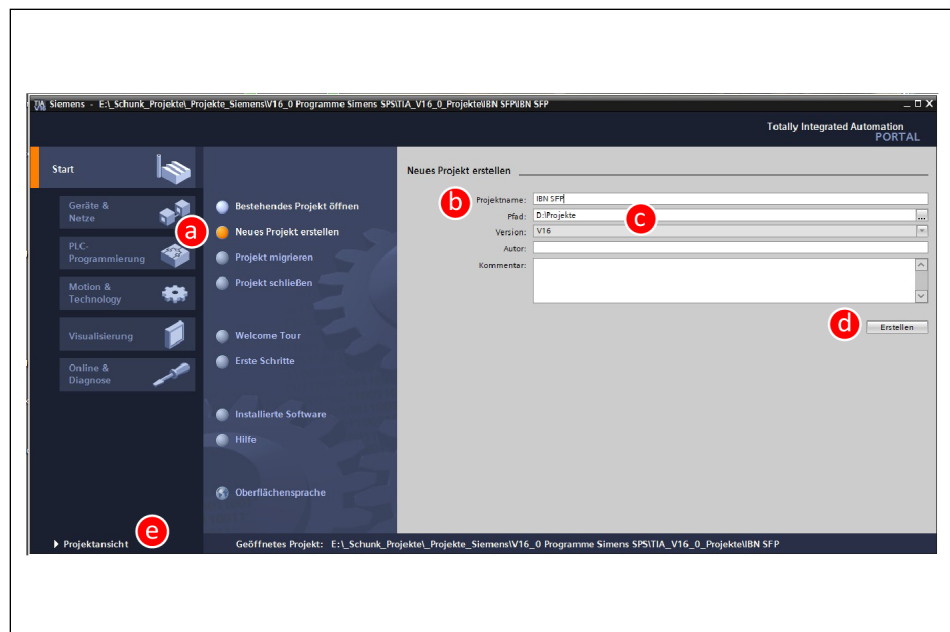 Siemens - E:\_Schunk_Projekte\_Projekte_Siemens\V16_0 Programme Simens SPS\TIA_V16_0_Projekte\IBN SFP\IBN SFP
Totally Integrated Automation
PORTAL
Start
Geräte &
Netze
PLC-
Programmierung
Motion &
Technology
Visualisierung
Online &
Diagnose
Projektansicht
e
a
Bestehendes Projekt öffnen
Neues Projekt erstellen
Projekt migrieren
Projekt schließen
Welcome Tour
Erste Schritte
Installierte Software
Hilfe
Oberflächensprache
Neues Projekt erstellen
b
Projektname: IBN SFP
Pfad: D:\Projekte
c
...
Version: V16
Autor:
Kommentar:
d
Erstellen
Geöffnetes Projekt: E:\_Schunk_Projekte\_Projekte_Siemens\V16_0 Programme Simens SPS\TIA_V16_0_Projekte\IBN SFP